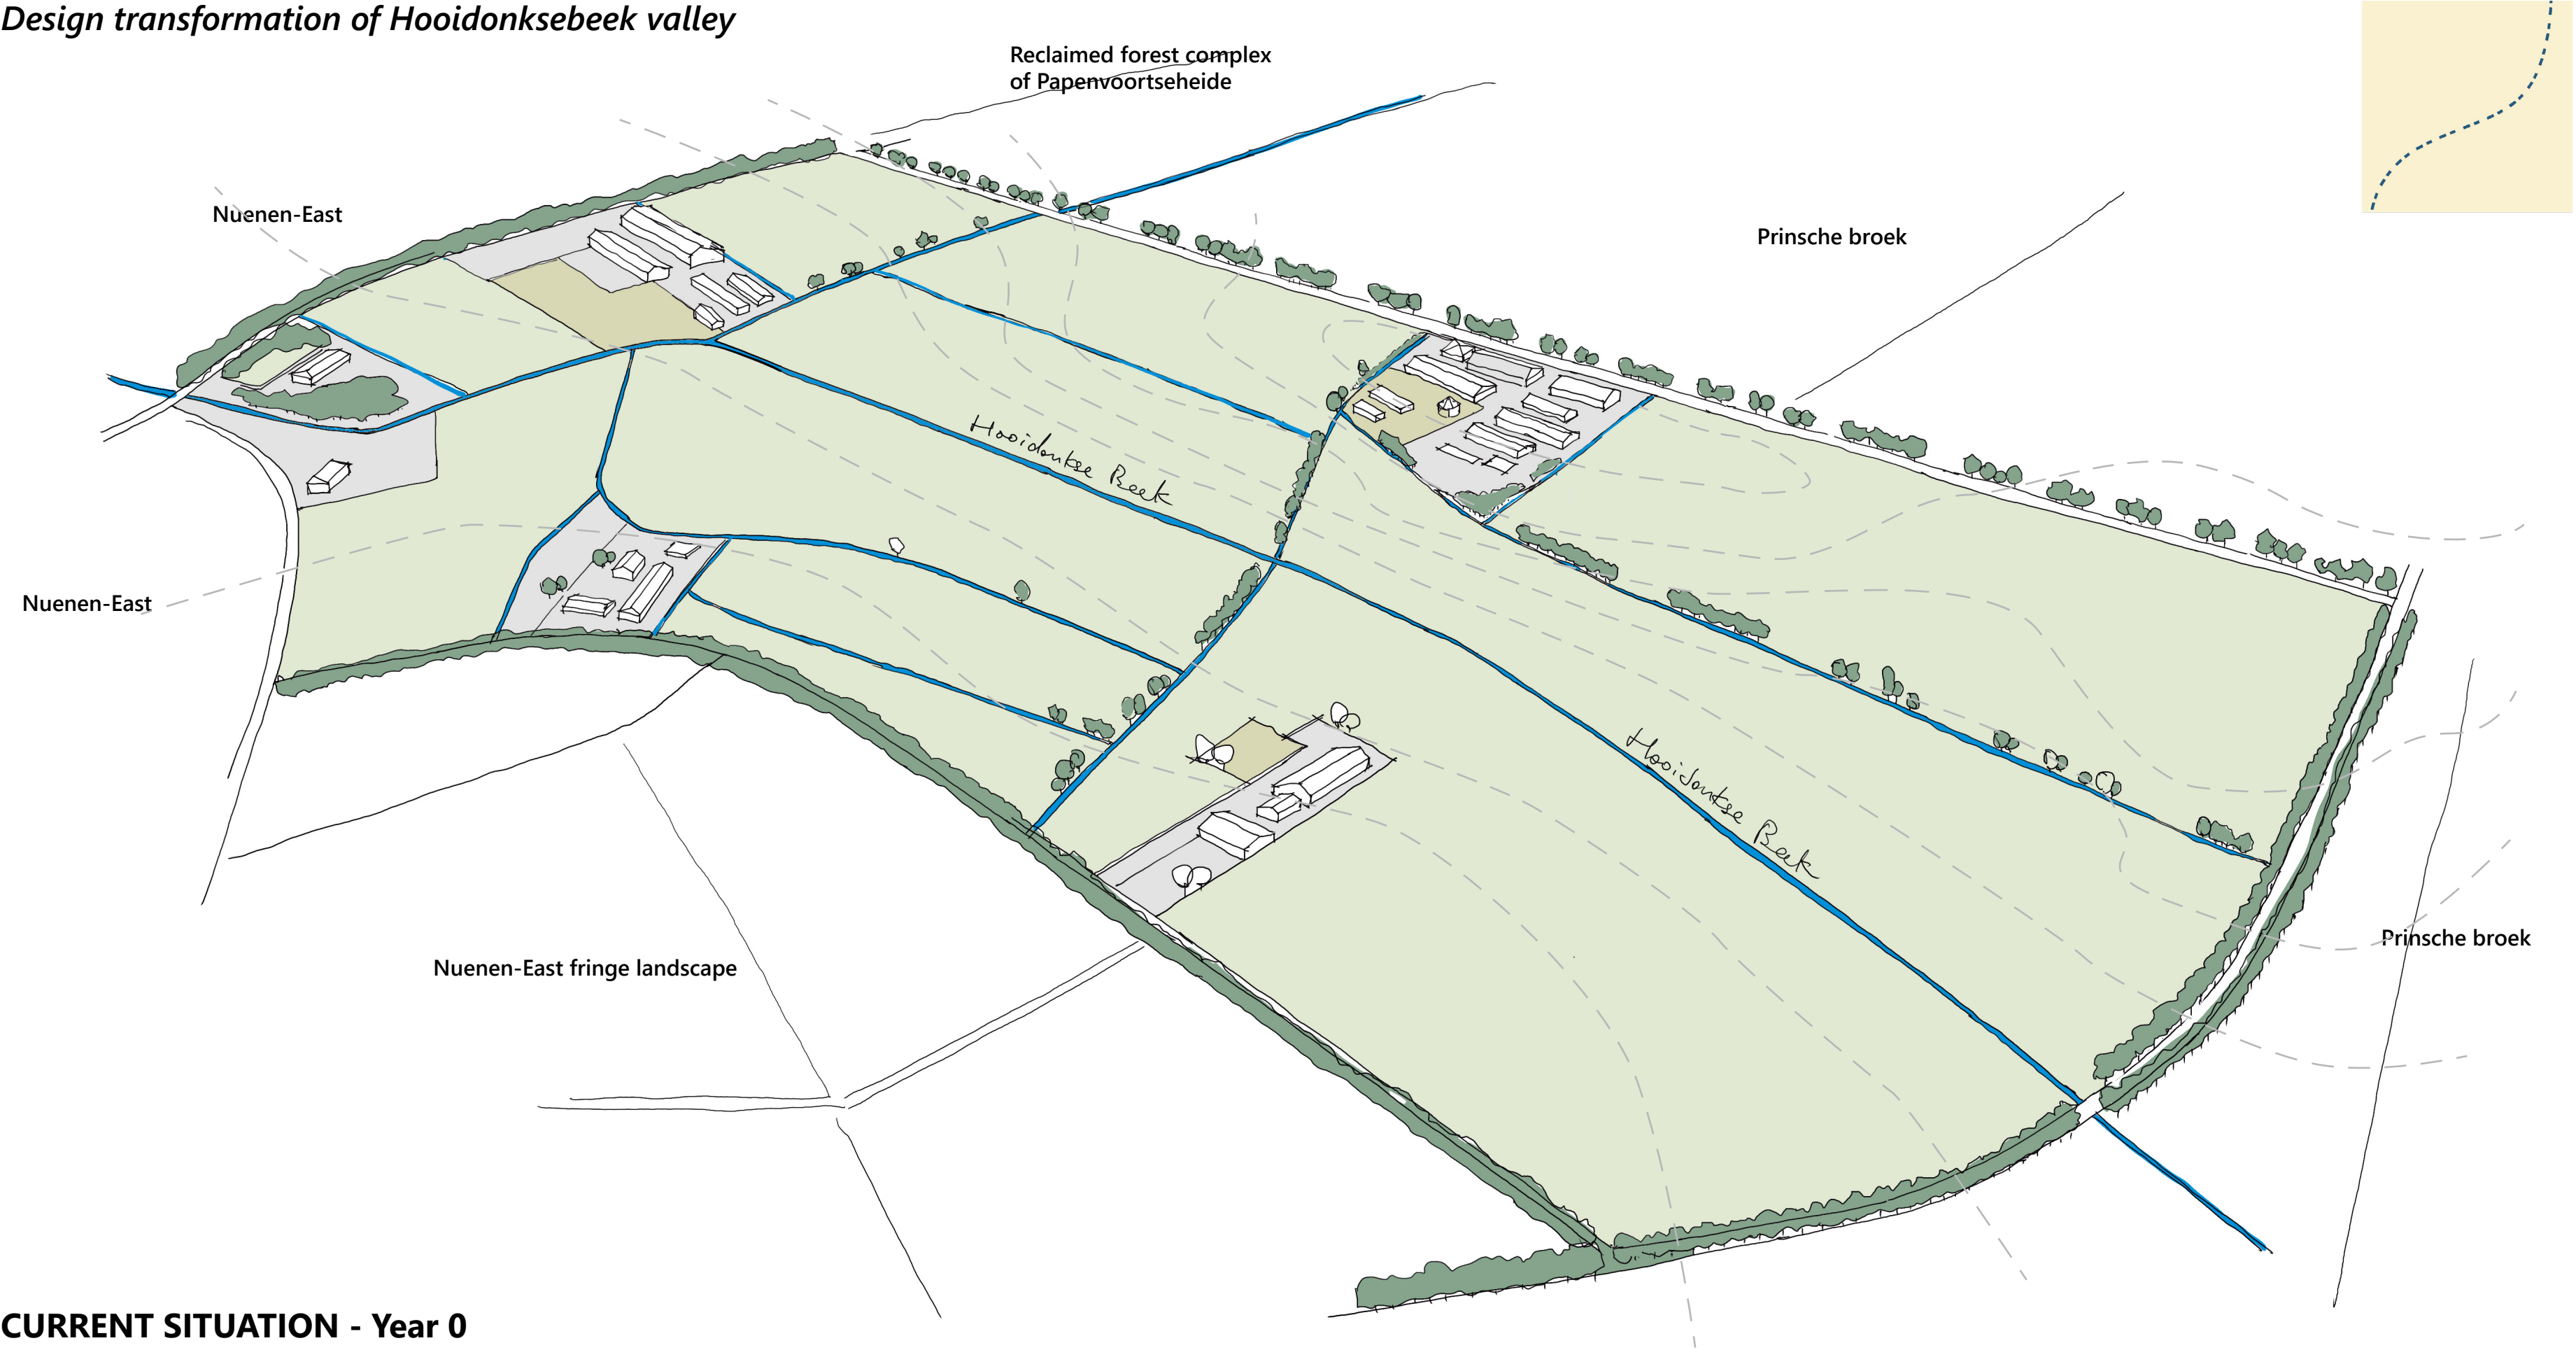 Design transformation of Hooidonksebeek valley
Reclaimed forest complex
of Papenvoortseheide
Nuenen-East
Prinsche broek
Hooidonkse Beek
Nuenen-East
Hooidonkse Beek
Prinsche broek
Nuenen-East fringe landscape
CURRENT SITUATION - Year 0